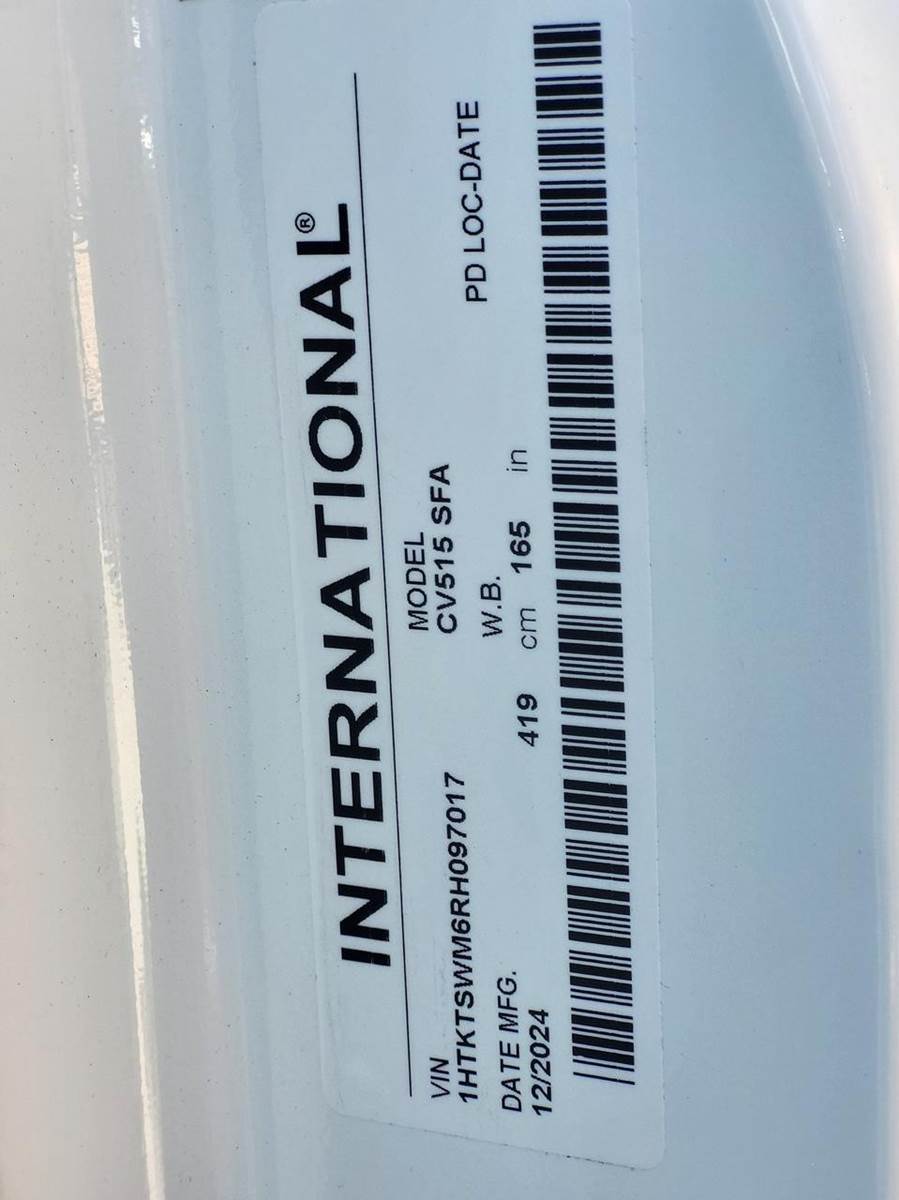 INTERNATIONAL®
VIN
1HTKTSWM6RH097017
MODEL
CV515 SFA
DATE MFG.
12/2024
W.B.
419 cm 165 in
PD LOC-DATE